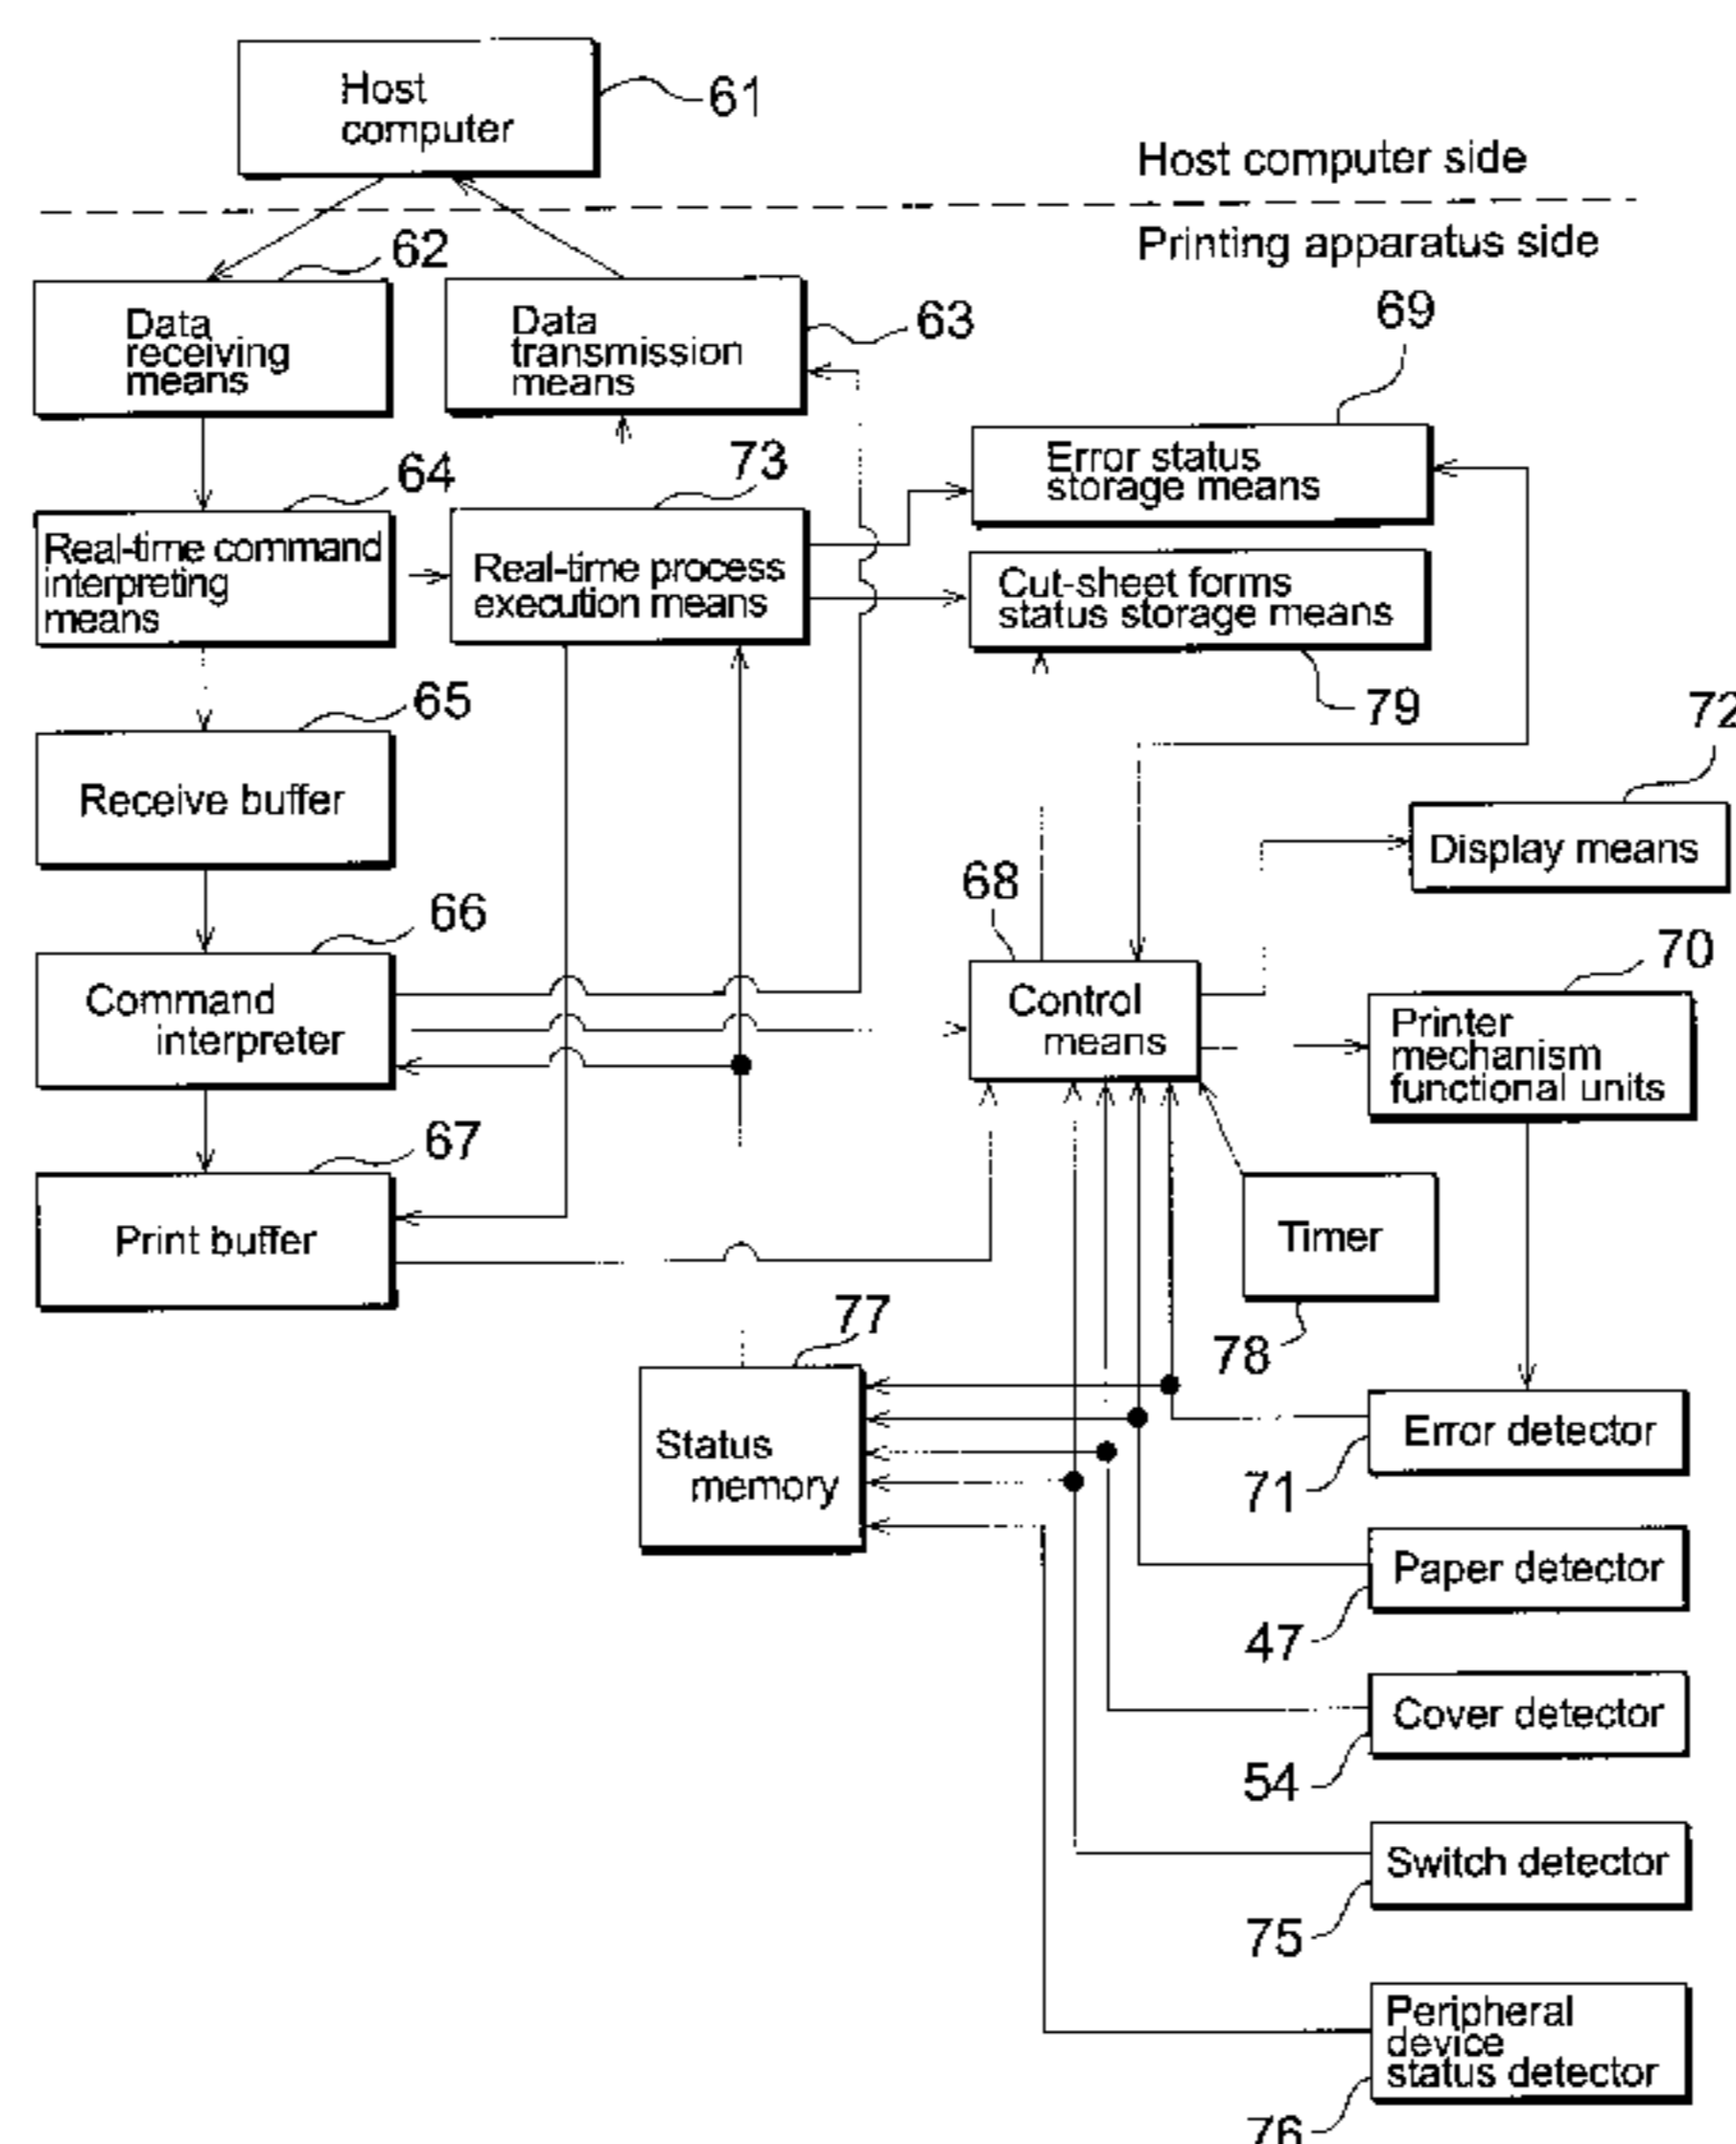 Host
computer
61
Host computer side
Printing apparatus side
62
Data
receiving
means
Data
transmission
means
63
69
Error status
storage means
64
73
Real-time command
interpreting
means
Real-time process
execution means
Cut-sheet forms
status storage means
79
72
65
Receive buffer
Display means
68
66
Command
interpreter
Control
means
70
Printer
mechanism
functional units
67
Print buffer
Timer
78
77
Status
memory
Error detector
71
Paper detector
47
Cover detector
54
Switch detector
75
Peripheral
device
status detector
76